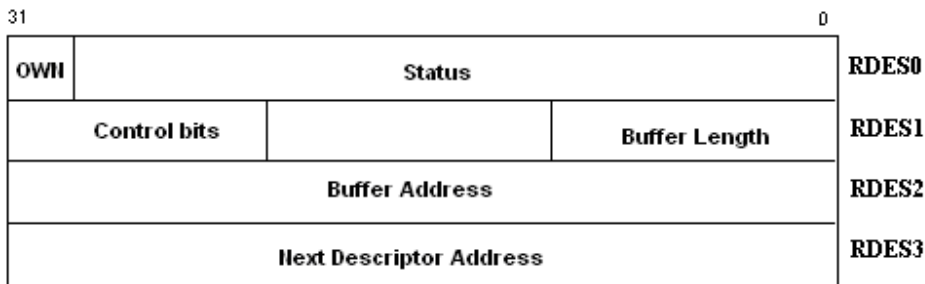 31 0
OWN Status RDES0
Control bits Buffer Length RDES1
Buffer Address RDES2
Next Descriptor Address RDES3